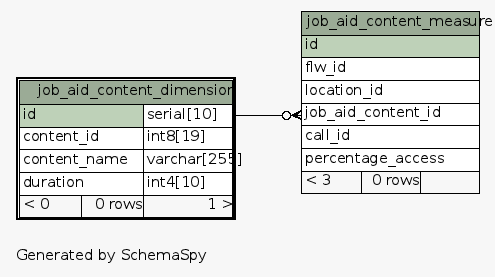 job_aid_content_dimension
id serial[10]
content_id int8[19]
content_name varchar[255]
duration int4[10]
< 0 0 rows 1 >
job_aid_content_measure
id
flw_id
location_id
job_aid_content_id
call_id
percentage_access
< 3 0 rows
Generated by SchemaSpy